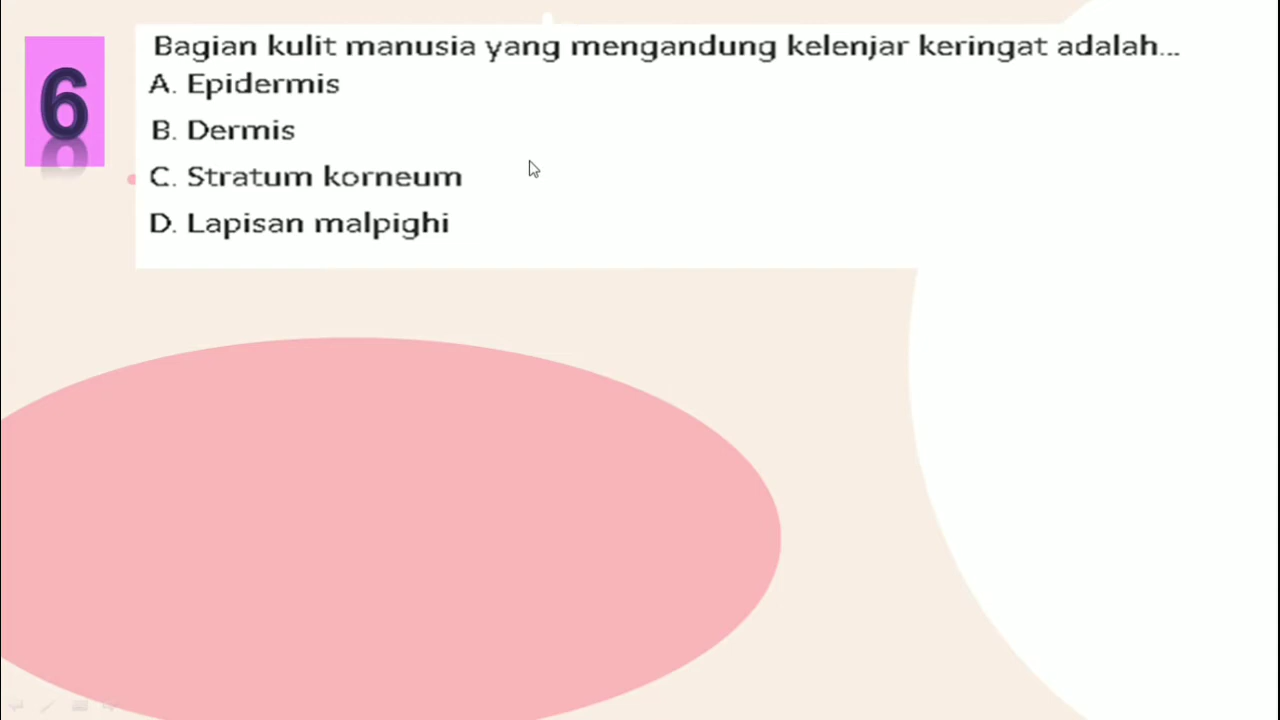 6
Bagian kulit manusia yang mengandung kelenjar keringat adalah...
A. Epidermis
B. Dermis
C. Stratum korneum
D. Lapisan malpighi